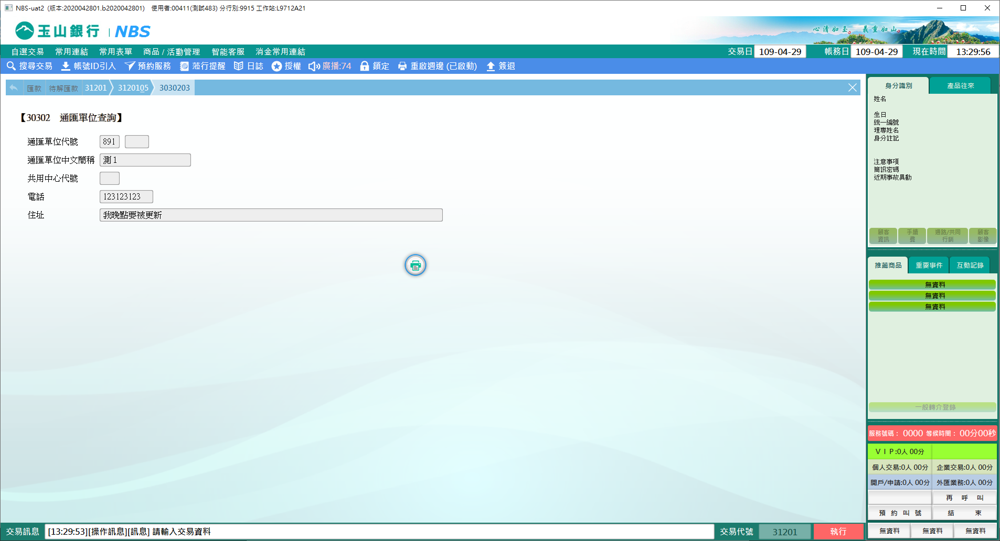 NBS-uat2 (版本:2020042801.b2020042801) 使用者:00411(測試483) 分行別:9915 工作站:L9712A21
玉山銀行 | NBS
心清如玉。義重如山。
自選交易 常用連結 常用表單 商品 / 活動管理 智能客服 消金常用連結 交易日 109-04-29 帳務日 109-04-29 現在時間 13:29:56
搜尋交易 帳號ID引入 預約服務 蒞行提醒 日誌 授權 廣播:74 鎖定 重啟週邊 (已啟動) 簽退
匯款 待解匯款 31201 3120105 3030203
【30302 通匯單位查詢】
通匯單位代號 891
通匯單位中文簡稱 測1
共用中心代號
電話 123123123
住址 我晚點要被更新
身分識別 產品往來
姓名
生日
統一編號
理專姓名
身分註記
注意事項
簡訊密碼
近期事故異動
顧客資訊 手續費 通路/共同行銷 顧客影像
推薦商品 重要事件 互動記錄
無資料
無資料
無資料
一般轉介登錄
服務號碼： 0000 等候時間： 00分00秒
ＶＩＰ:0人 00分
個人交易:0人 00分 企業交易:0人 00分
開戶/申請:0人 00分 外匯業務:0人 00分
再 呼 叫
預 約 叫 號 結 束
無資料 無資料 無資料
交易訊息 [13:29:53][操作訊息][訊息] 請輸入交易資料 交易代號 31201 執行